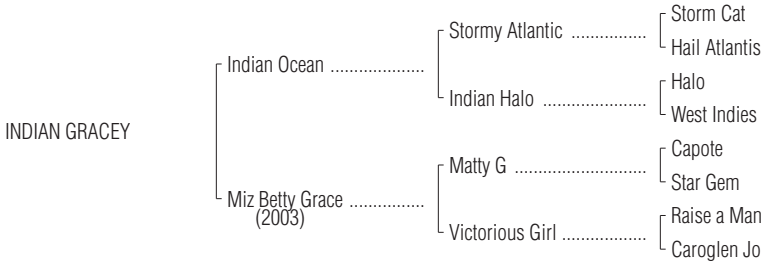 Storm Cat
Stormy Atlantic ................
Hail Atlantis
Indian Ocean .....................
Halo
Indian Halo ......................
West Indies
INDIAN GRACEY
Capote
Matty G ............................
Star Gem
Miz Betty Grace ................
(2003)
Raise a Man
Victorious Girl ..................
Caroglen Jo